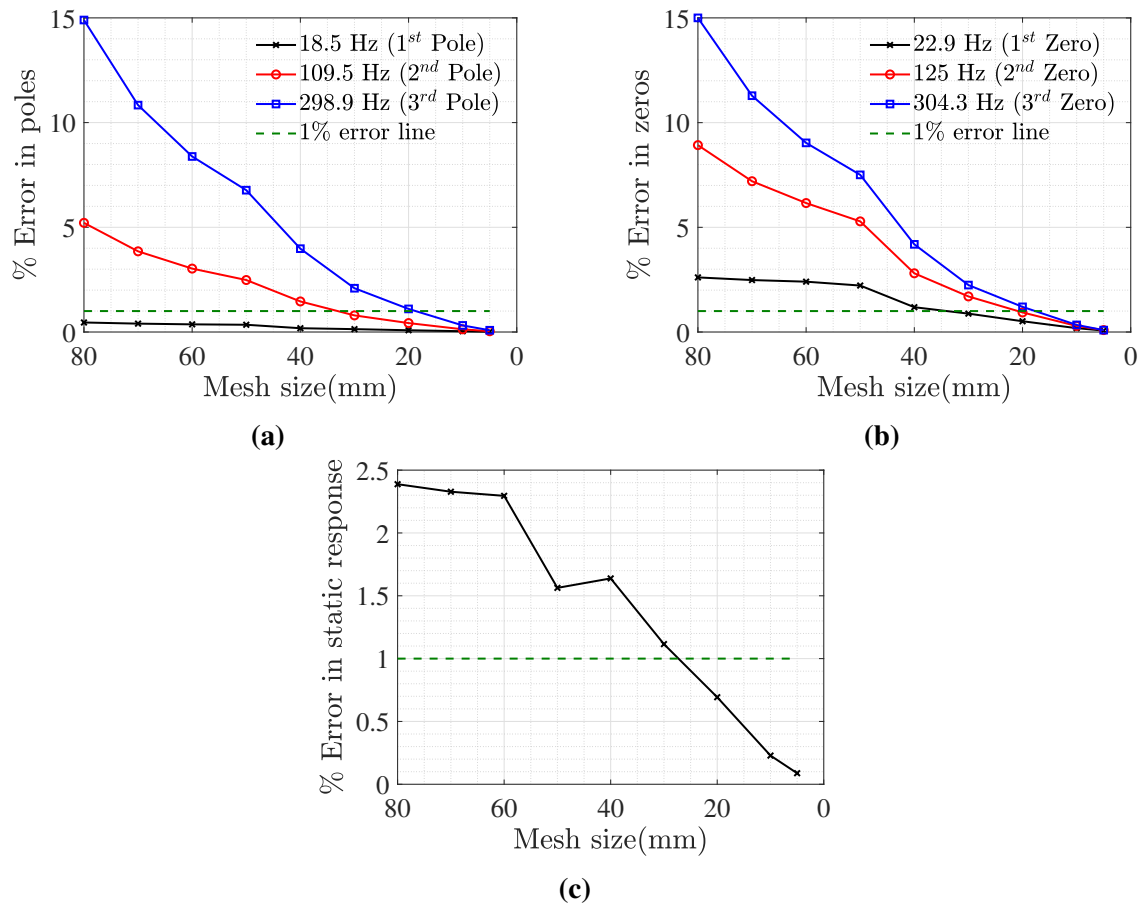 % Error in poles
15
10
5
0
80
60
40
20
0
18.5 Hz (1st Pole)
109.5 Hz (2nd Pole)
298.9 Hz (3rd Pole)
1% error line
Mesh size(mm)
(a)
% Error in zeros
15
10
5
0
80
60
40
20
0
22.9 Hz (1st Zero)
125 Hz (2nd Zero)
304.3 Hz (3rd Zero)
1% error line
Mesh size(mm)
(b)
% Error in static response
2.5
2
1.5
1
0.5
0
80
60
40
20
0
Mesh size(mm)
(c)